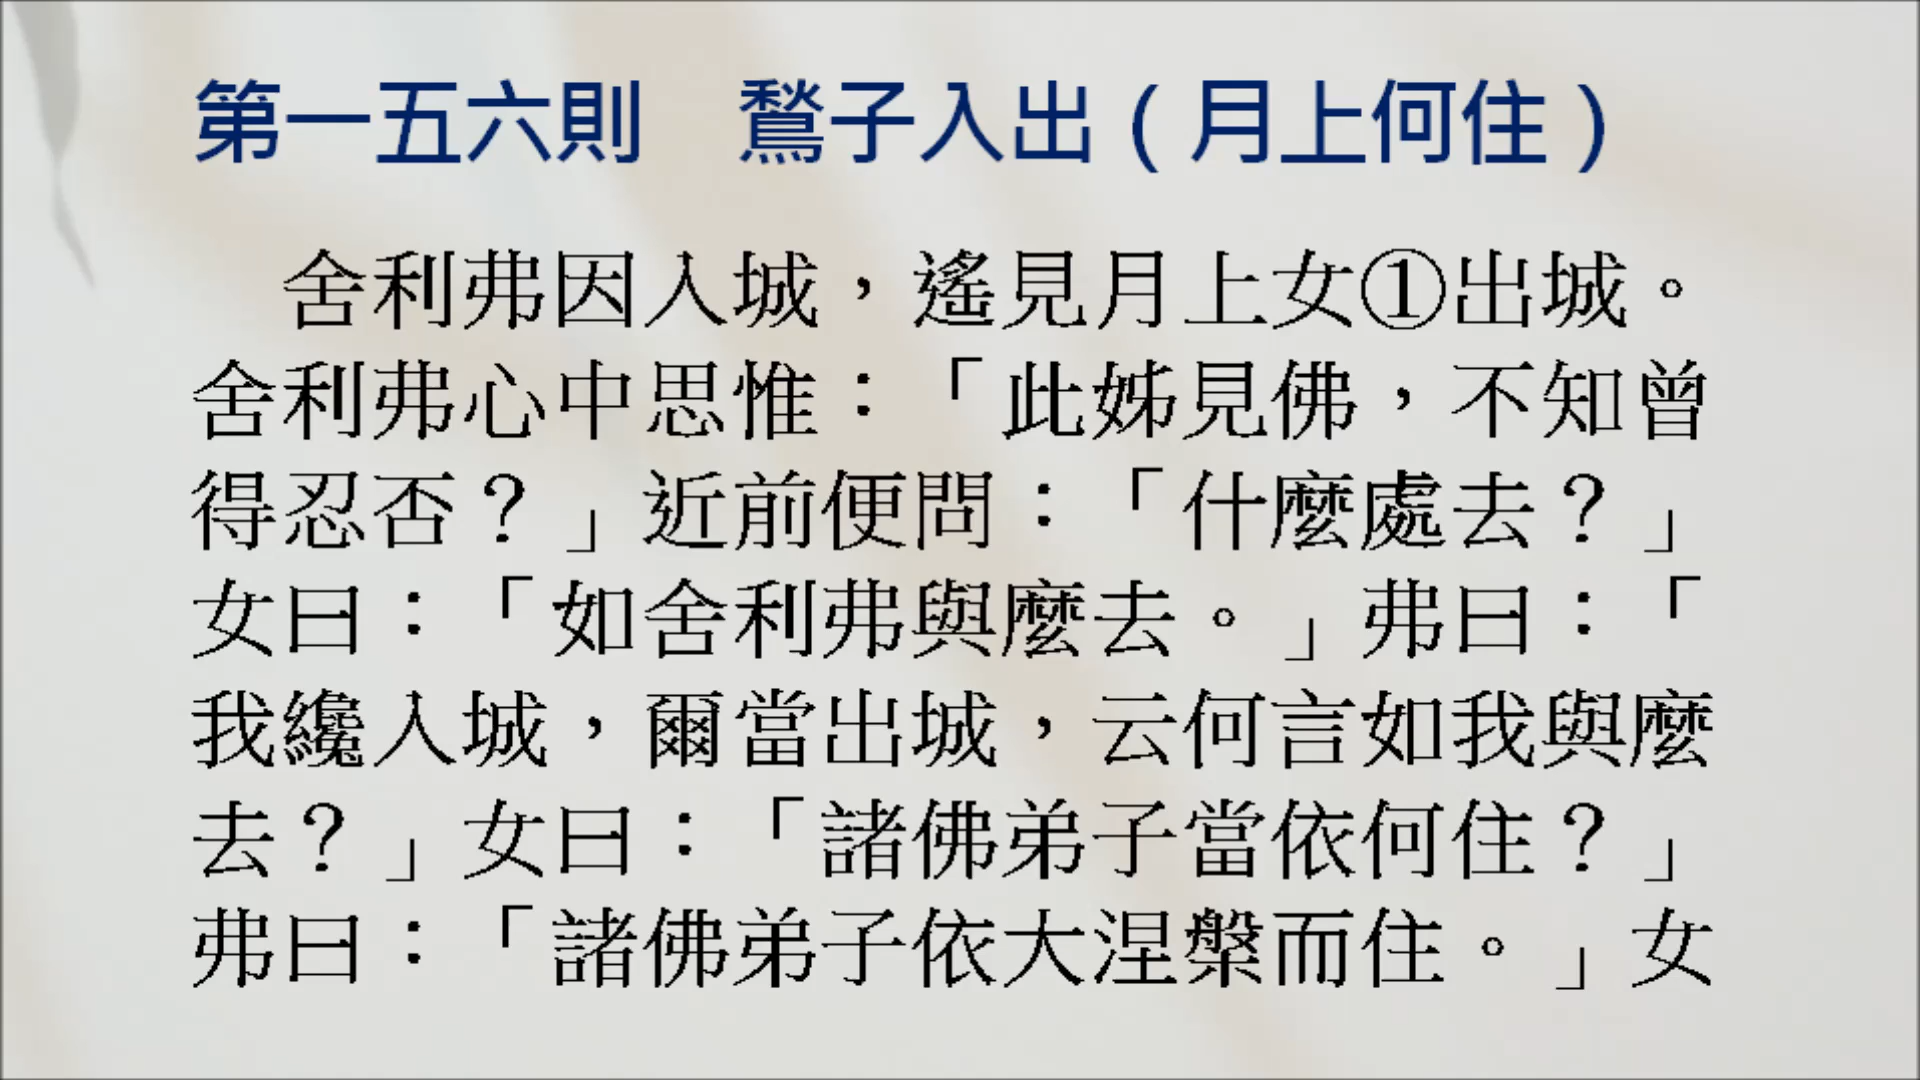 第一五六則　鶖子入出（月上何住）
舍利弗因入城，遙見月上女①出城。
舍利弗心中思惟：「此姊見佛，不知曾
得忍否？」近前便問：「什麼處去？」
女曰：「如舍利弗與麼去。」弗曰：「
我纔入城，爾當出城，云何言如我與麼
去？」女曰：「諸佛弟子當依何住？」
弗曰：「諸佛弟子依大涅槃而住。」女